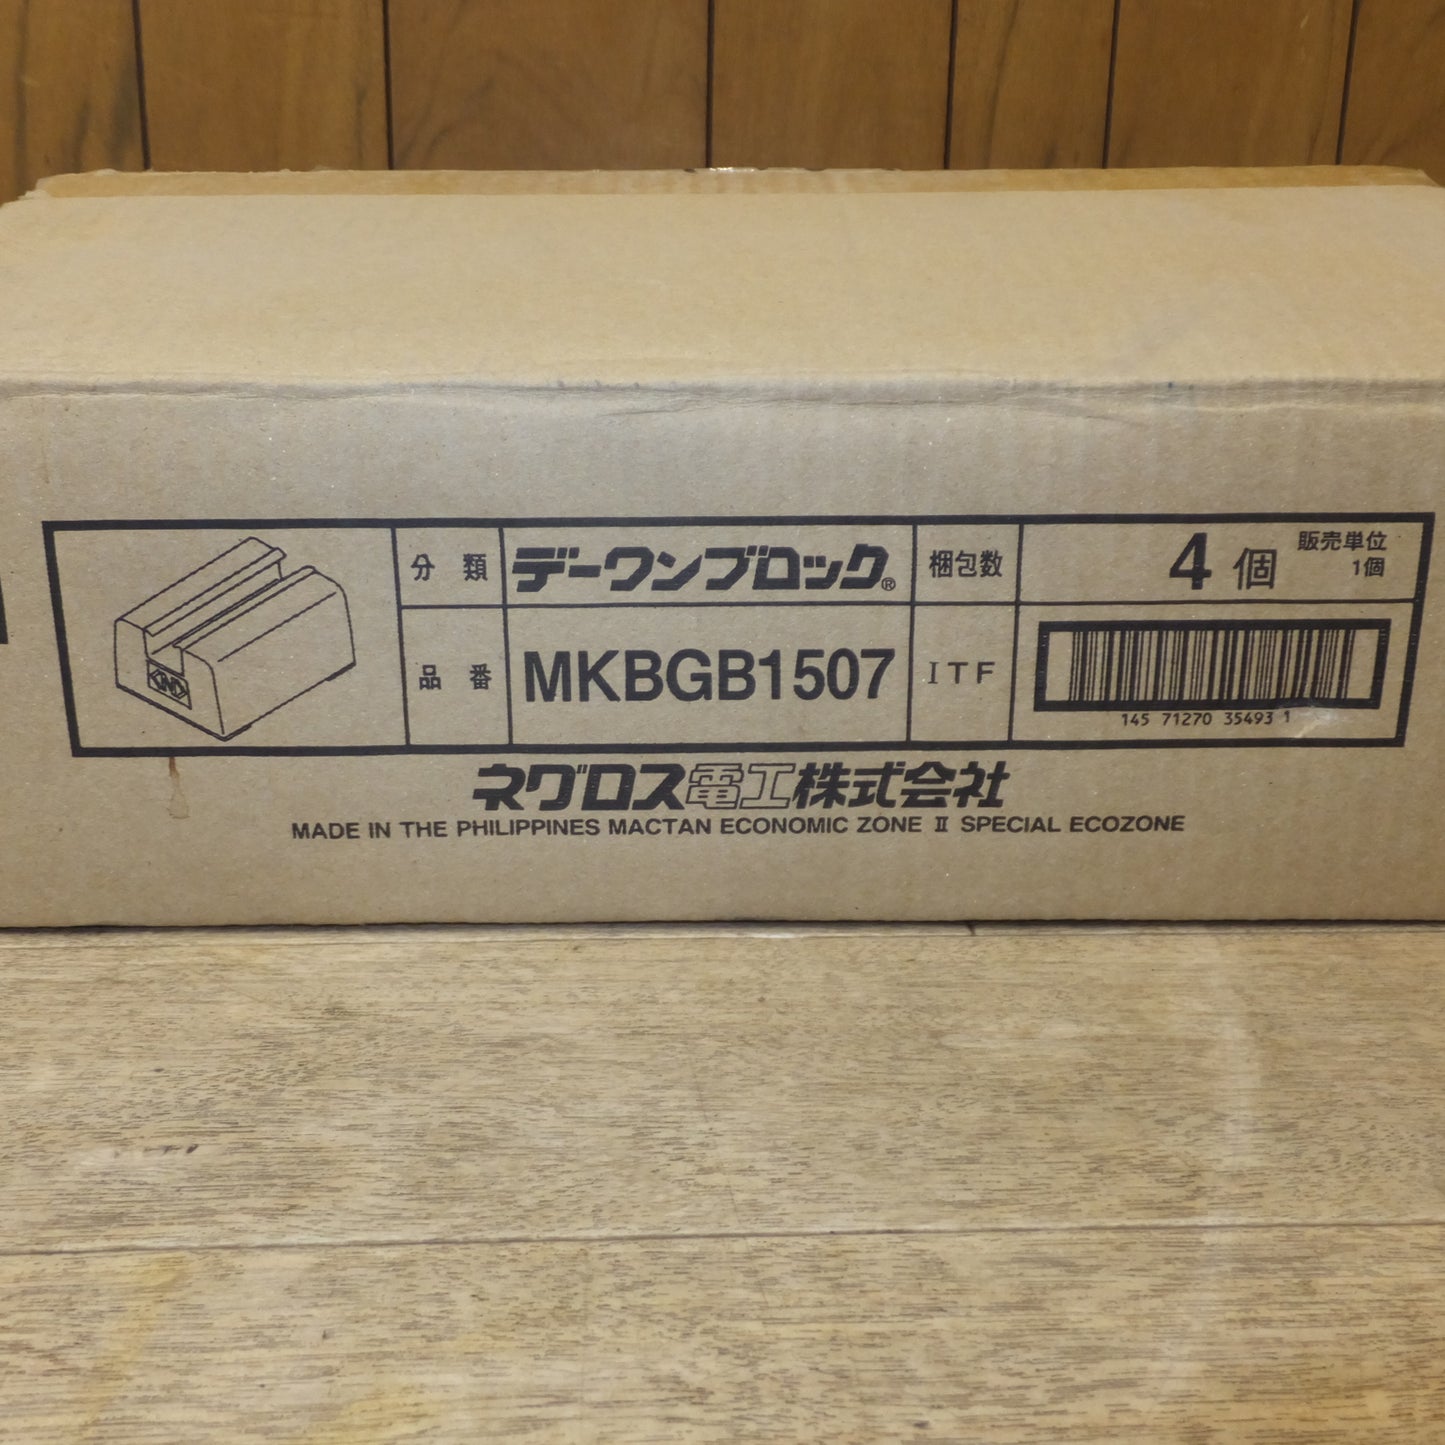 分類 デーワンブロック® 梱包数 4個 販売単位
1個
品番 MKBGB1507 ITF
145 71270 35493 1
ネグロス電工株式会社
MADE IN THE PHILIPPINES MACTAN ECONOMIC ZONE Ⅱ SPECIAL ECOZONE